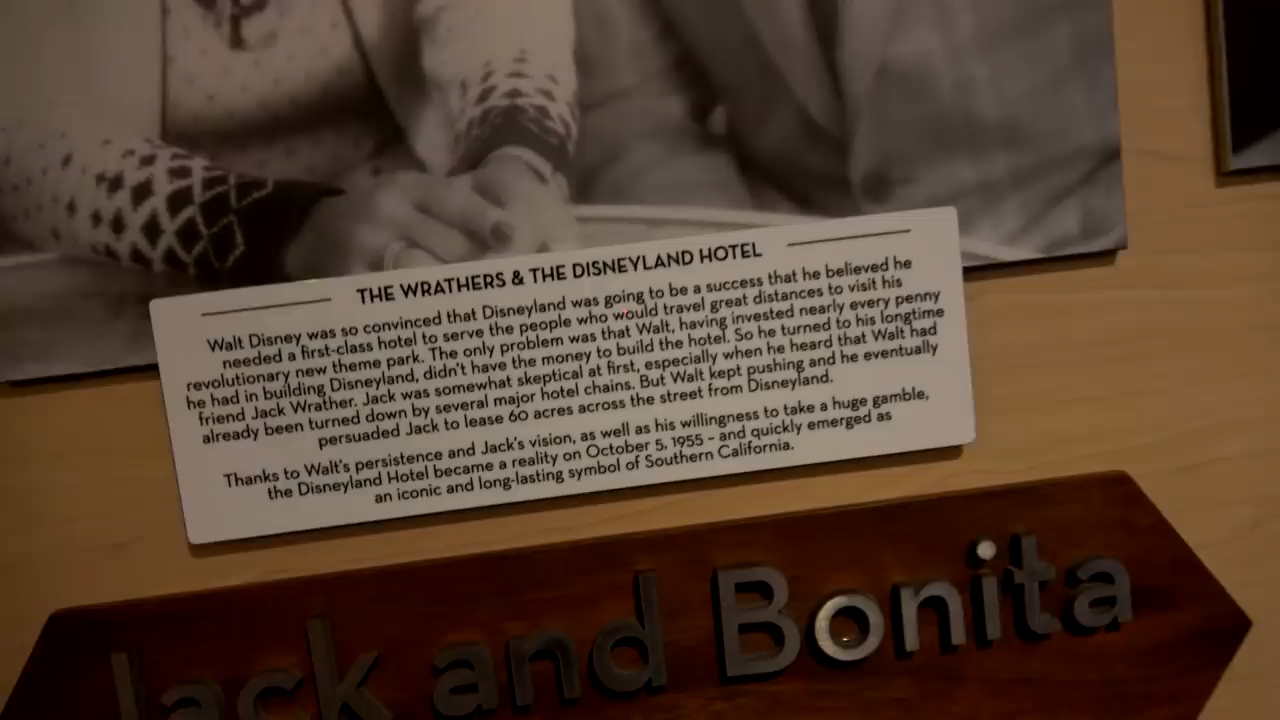 THE WRATHERS & THE DISNEYLAND HOTEL
Walt Disney was so convinced that Disneyland was going to be a success that he believed he
needed a first-class hotel to serve the people who would travel great distances to visit his
revolutionary new theme park. The only problem was that Walt, having invested nearly every penny
he had in building Disneyland, didn't have the money to build the hotel. So he turned to his longtime
friend Jack Wrather. Jack was somewhat skeptical at first, especially when he heard that Walt had
already been turned down by several major hotel chains. But Walt kept pushing and he eventually
persuaded Jack to lease 60 acres across the street from Disneyland.
Thanks to Walt's persistence and Jack's vision, as well as his willingness to take a huge gamble,
the Disneyland Hotel became a reality on October 5, 1955 – and quickly emerged as
an iconic and long-lasting symbol of Southern California.
Jack and Bonita